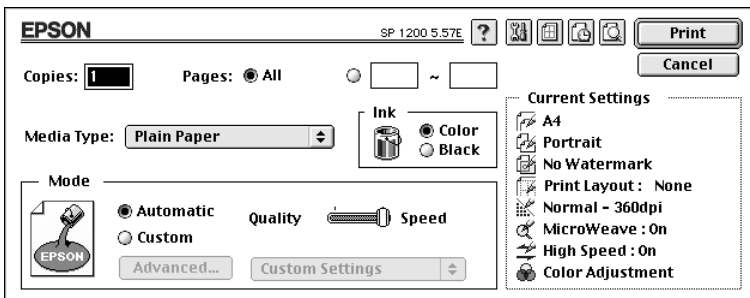 EPSON
SP 1200 5.57E
?
Print
Cancel
Copies: 1
Pages: All
~
Media Type: Plain Paper
Ink
Color
Black
Mode
EPSON
Automatic
Custom
Quality
Speed
Advanced...
Custom Settings
Current Settings
A4
Portrait
No Watermark
Print Layout : None
Normal - 360dpi
MicroWeave : On
High Speed : On
Color Adjustment